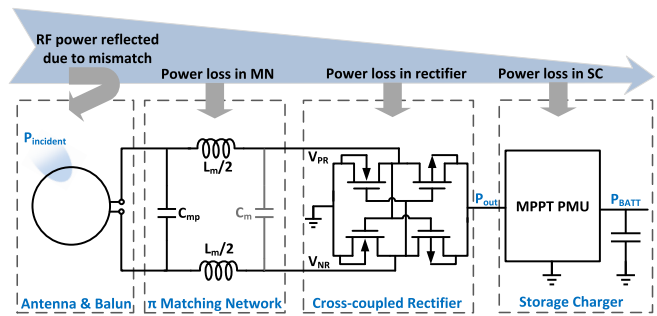 RF power reflected
due to mismatch
Power loss in MN
Power loss in rectifier
Power loss in SC
Pincident
Lm/2
VPR
Cmp
Cm
Pout
MPPT PMU
PBATT
Lm/2
VNR
Antenna & Balun
π Matching Network
Cross-coupled Rectifier
Storage Charger